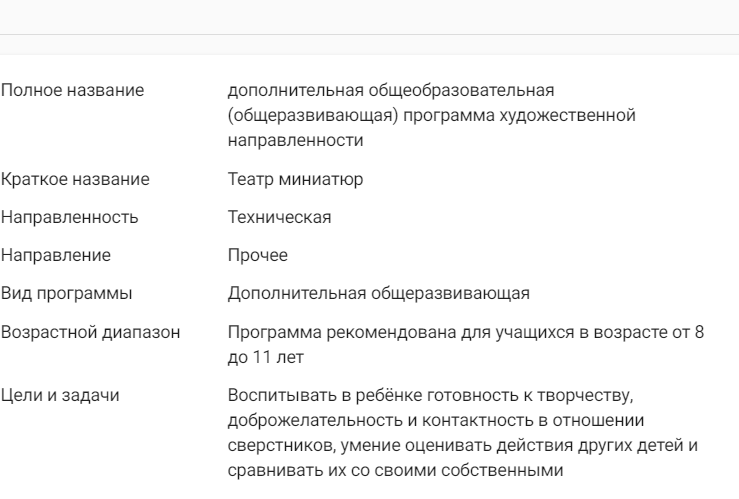 Полное название дополнительная общеобразовательная
(общеразвивающая) программа художественной
направленности
Краткое название Театр миниатюр
Направленность Техническая
Направление Прочее
Вид программы Дополнительная общеразвивающая
Возрастной диапазон Программа рекомендована для учащихся в возрасте от 8
до 11 лет
Цели и задачи Воспитывать в ребёнке готовность к творчеству,
доброжелательность и контактность в отношении
сверстников, умение оценивать действия других детей и
сравнивать их со своими собственными